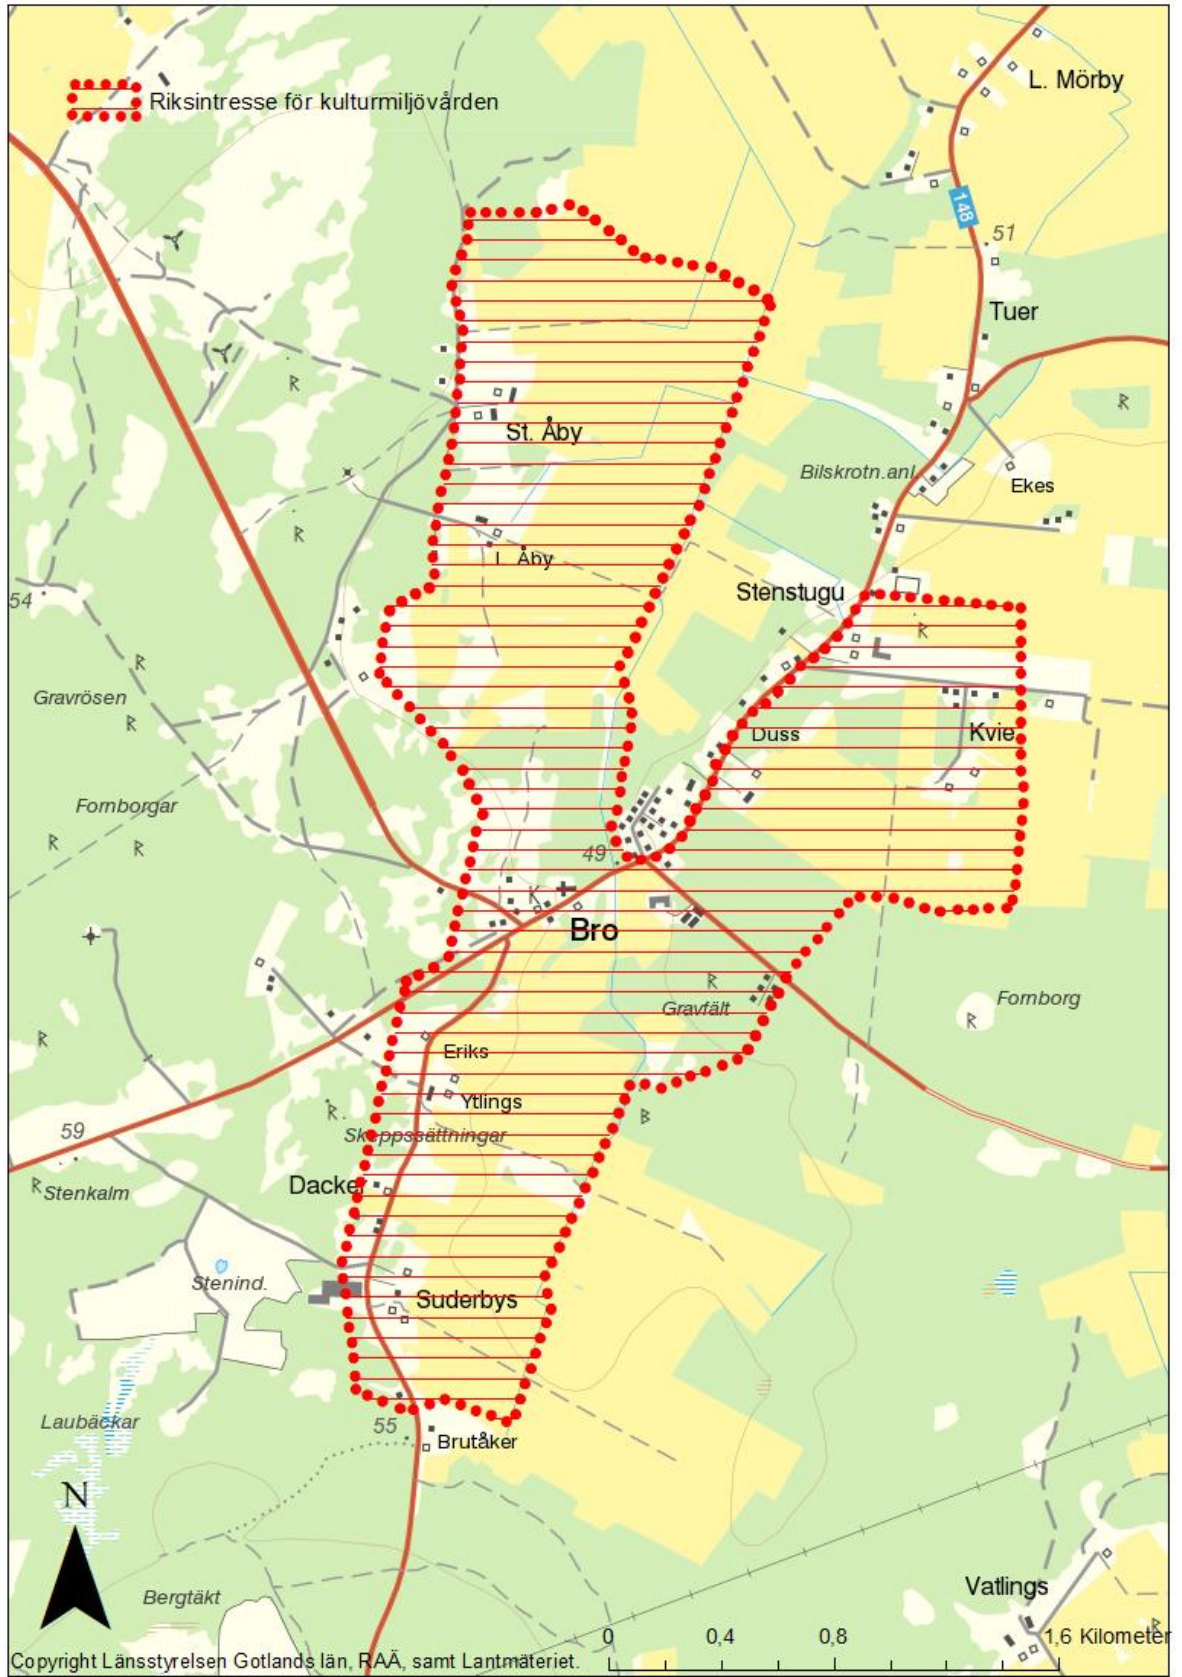 L. Mörby
Riksintresse för kulturmiljövården
148
51
Tuer
St. Åby
Bilskrotn.anl.
Ekes
L. Åby
Stenstugu
54
Gravrösen
Duss
Kvie
Fornborgar
49
Bro
Gravfält
Fornborg
Eriks
Ytlings
59
Skeppssättningar
Dacker
Stenkalm
Stenind.
Suderbys
Laubäckar
55
Brutåker
N
Vatlings
Bergtäkt
0 0,4 0,8 1,6 Kilometer
Copyright Länsstyrelsen Gotlands län, RAÄ, samt Lantmäteriet.